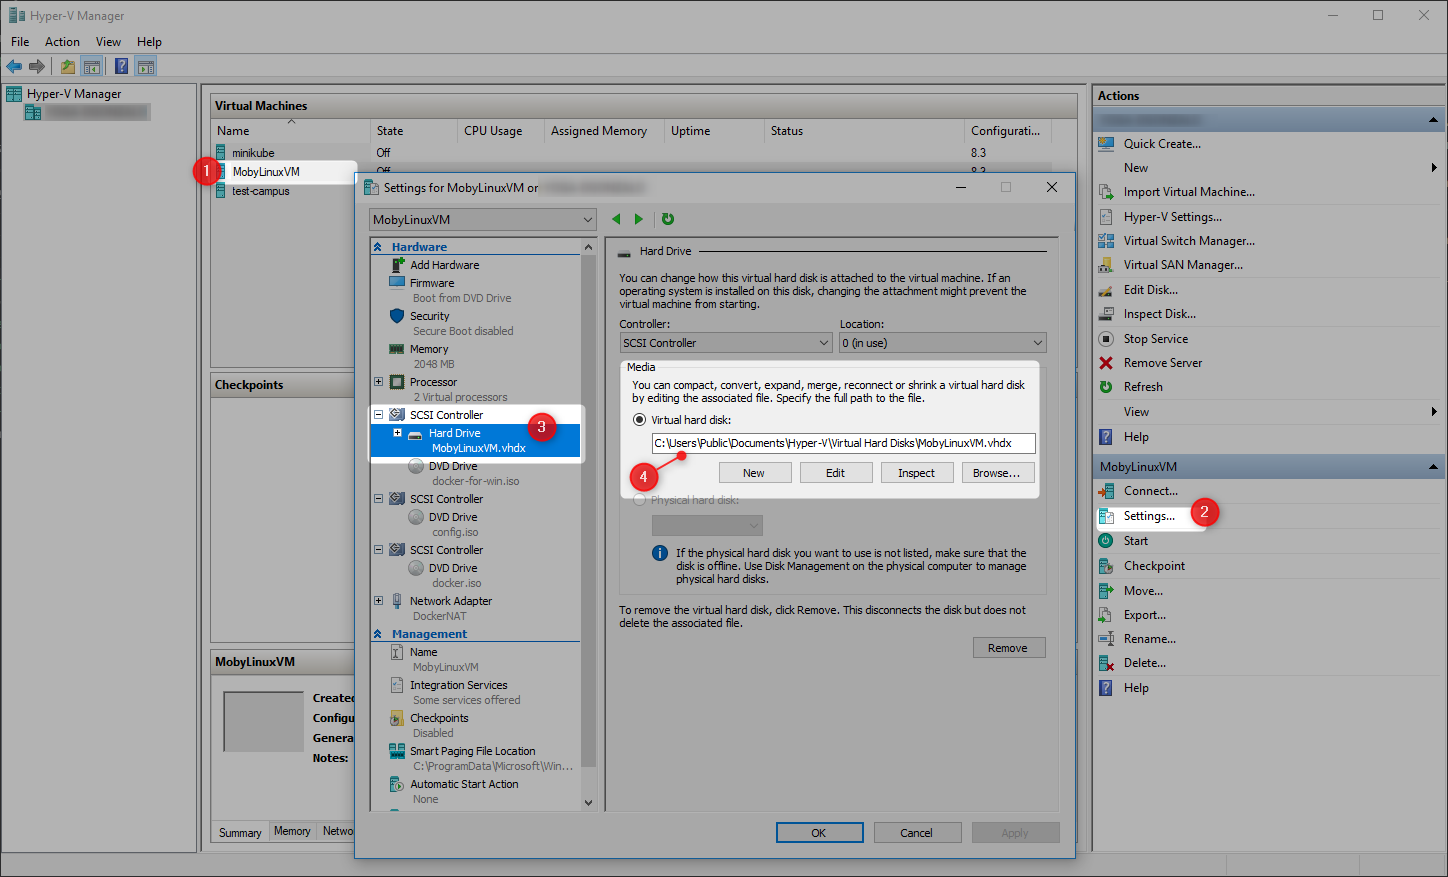 Hyper-V Manager
File Action View Help
Hyper-V Manager
Virtual Machines
Name State CPU Usage Assigned Memory Uptime Status Configurati...
minikube Off 8.3
1 MobyLinuxVM Off 8.3
test-campus
Checkpoints
MobyLinuxVM
Created
Configu
Genera
Notes:
Summary Memory Netwo
Settings for MobyLinuxVM on
MobyLinuxVM
Hardware
Add Hardware
Firmware
Boot from DVD Drive
Security
Secure Boot disabled
Memory
2048 MB
Processor
2 Virtual processors
SCSI Controller
3
Hard Drive
MobyLinuxVM.vhdx
DVD Drive
docker-for-win.iso
SCSI Controller
DVD Drive
config.iso
SCSI Controller
DVD Drive
docker.iso
Network Adapter
DockerNAT
Management
Name
MobyLinuxVM
Integration Services
Some services offered
Checkpoints
Disabled
Smart Paging File Location
C:\ProgramData\Microsoft\Win...
Automatic Start Action
None
Hard Drive
You can change how this virtual hard disk is attached to the virtual machine. If an
operating system is installed on this disk, changing the attachment might prevent the
virtual machine from starting.
Controller: Location:
SCSI Controller 0 (in use)
Media
You can compact, convert, expand, merge, reconnect or shrink a virtual hard disk
by editing the associated file. Specify the full path to the file.
Virtual hard disk:
C:\Users\Public\Documents\Hyper-V\Virtual Hard Disks\MobyLinuxVM.vhdx
4
New Edit Inspect Browse...
Physical hard disk:
If the physical hard disk you want to use is not listed, make sure that the
disk is offline. Use Disk Management on the physical computer to manage
physical hard disks.
To remove the virtual hard disk, click Remove. This disconnects the disk but does not
delete the associated file.
Remove
OK Cancel Apply
Actions
Quick Create...
New
Import Virtual Machine...
Hyper-V Settings...
Virtual Switch Manager...
Virtual SAN Manager...
Edit Disk...
Inspect Disk...
Stop Service
Remove Server
Refresh
View
Help
MobyLinuxVM
Connect...
Settings... 2
Start
Checkpoint
Move...
Export...
Rename...
Delete...
Help